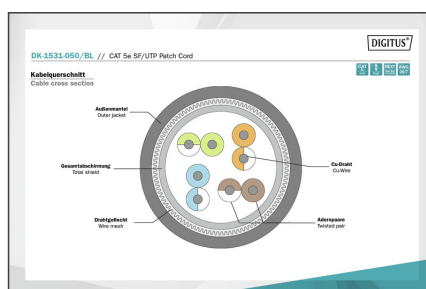 DIGITUS®
DK-1531-050/BL // CAT 5e SF/UTP Patch Cord
Kabelquerschnitt
Cable cross section
Außenmantel
Outer jacket
Gesamtabschirmung
Total shield
Cu-Draht
Cu-Wire
Drahtgeflecht
Wire mesh
Adernpaare
Twisted pair